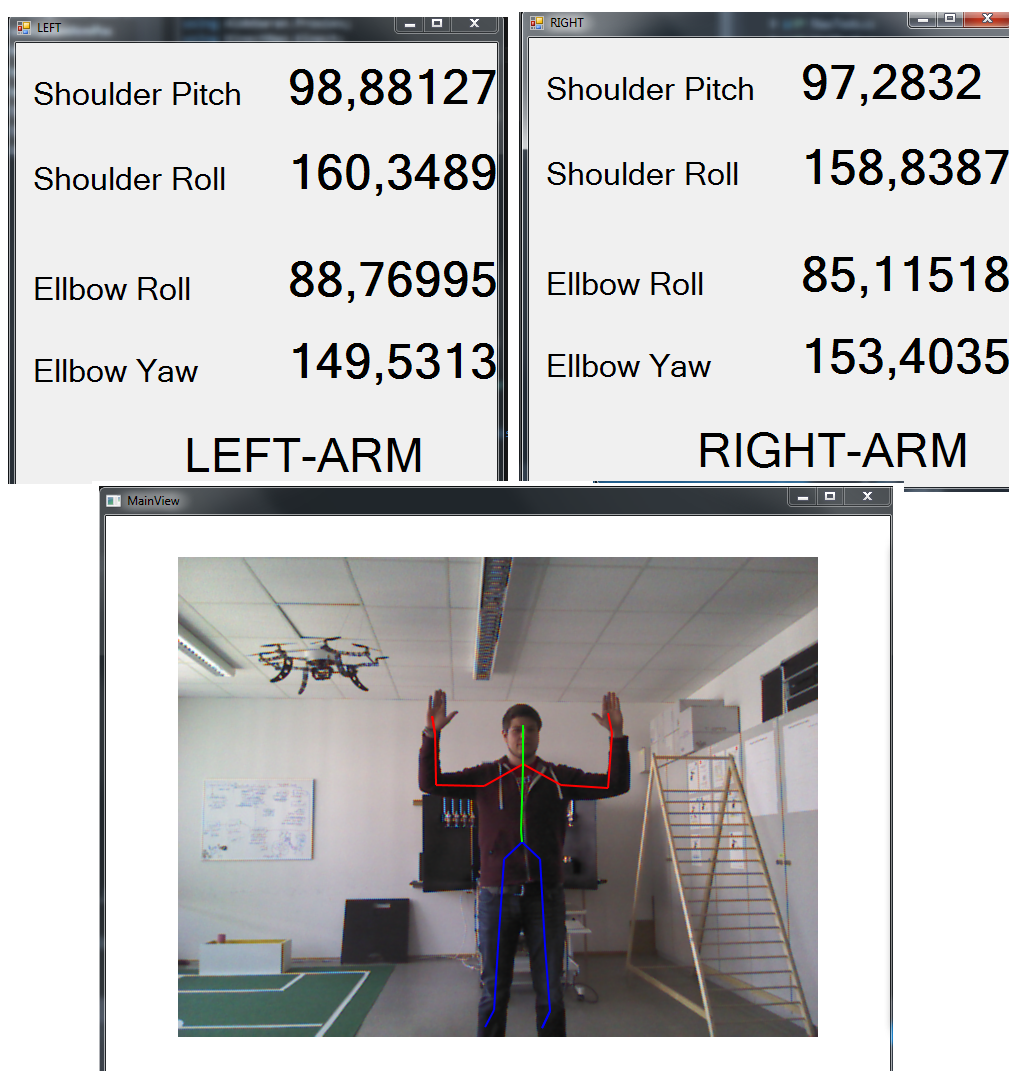 LEFT
Shoulder Pitch 98,88127
Shoulder Roll 160,3489
Ellbow Roll 88,76995
Ellbow Yaw 149,5313
LEFT-ARM
RIGHT
Shoulder Pitch 97,2832
Shoulder Roll 158,8387
Ellbow Roll 85,11518
Ellbow Yaw 153,4035
RIGHT-ARM
MainView